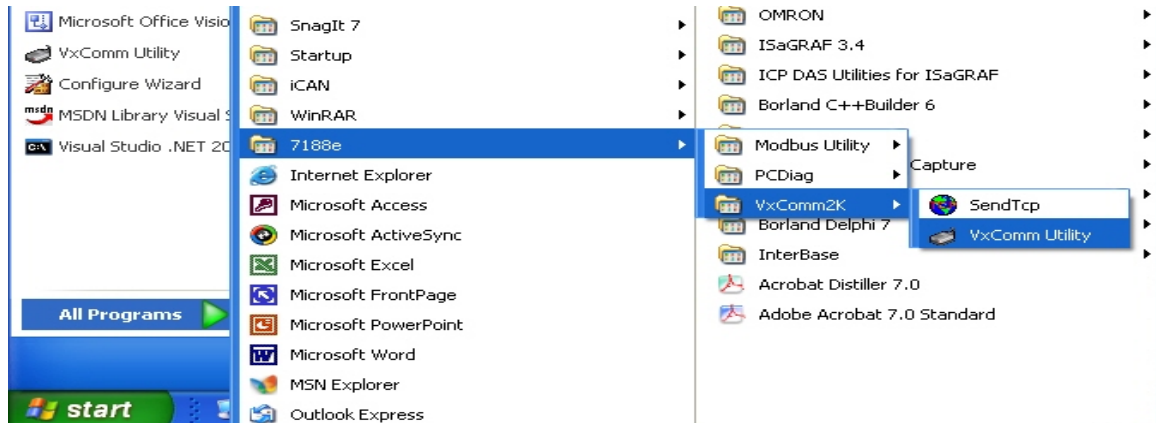 Microsoft Office Visio
VxComm Utility
Configure Wizard
msdn
MSDN Library Visual S
Visual Studio .NET 20
All Programs
start
SnagIt 7
Startup
iCAN
WinRAR
7188e
Internet Explorer
Microsoft Access
Microsoft ActiveSync
Microsoft Excel
Microsoft FrontPage
Microsoft PowerPoint
Microsoft Word
MSN Explorer
Outlook Express
OMRON
ISaGRAF 3.4
ICP DAS Utilities for ISaGRAF
Borland C++Builder 6
Capture
Borland Delphi 7
InterBase
Acrobat Distiller 7.0
Adobe Acrobat 7.0 Standard
Modbus Utility
PCDiag
VxComm2K
SendTcp
VxComm Utility